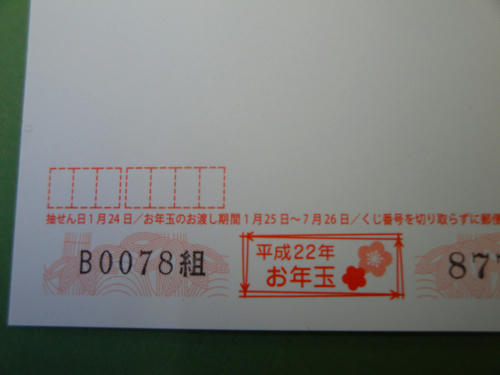 抽せん日1月24日／お年玉のお渡し期間1月25日〜7月26日／くじ番号を切り取らずに郵便
B0078組
平成22年
お年玉
877